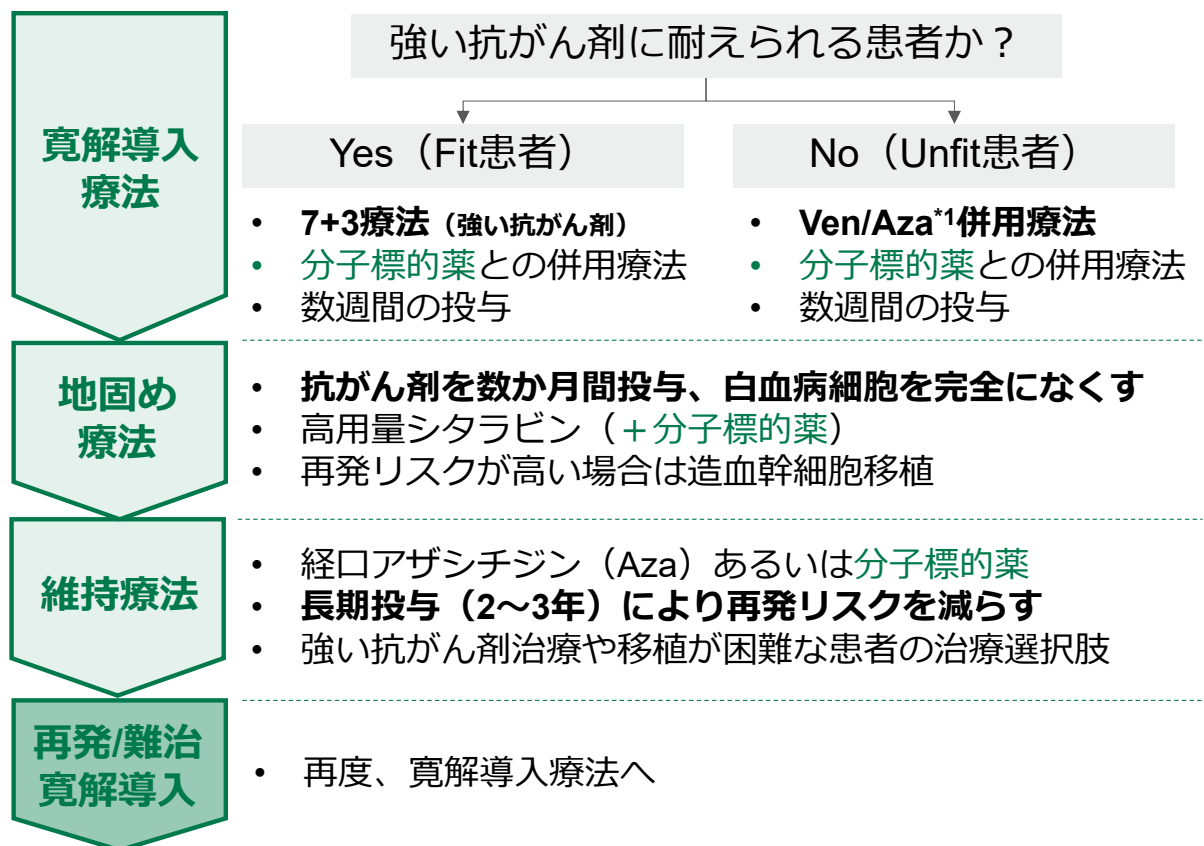 強い抗がん剤に耐えられる患者か？
寛解導入
療法
Yes（Fit患者）
No（Unfit患者）
• 7+3療法（強い抗がん剤）
• 分子標的薬との併用療法
• 数週間の投与
• Ven/Aza*1併用療法
• 分子標的薬との併用療法
• 数週間の投与
地固め
療法
• 抗がん剤を数か月間投与、白血病細胞を完全になくす
• 高用量シタラビン（＋分子標的薬）
• 再発リスクが高い場合は造血幹細胞移植
維持療法
• 経口アザシチジン（Aza）あるいは分子標的薬
• 長期投与（2～3年）により再発リスクを減らす
• 強い抗がん剤治療や移植が困難な患者の治療選択肢
再発/難治
寛解導入
• 再度、寛解導入療法へ